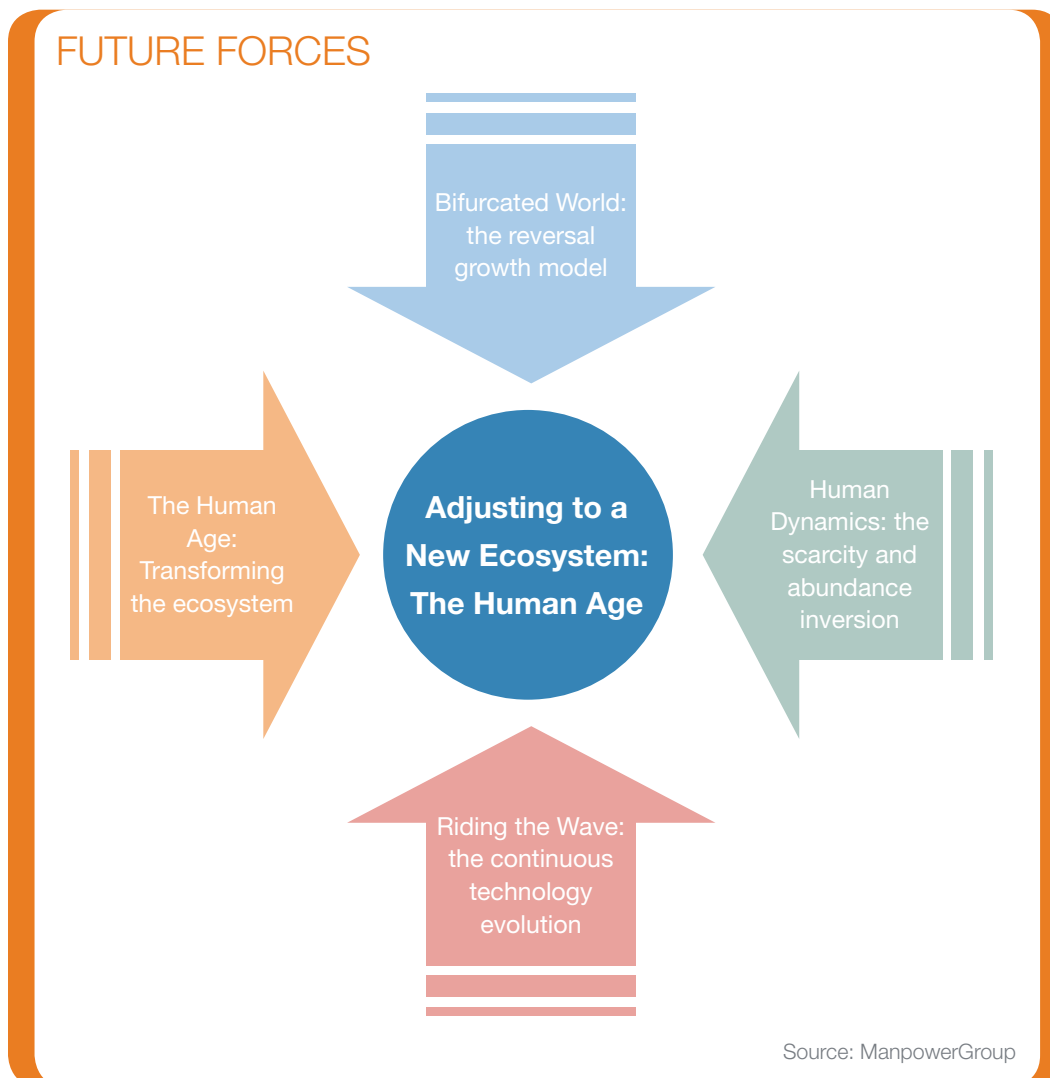 FUTURE FORCES
Bifurcated World:
the reversal
growth model
The Human
Age:
Transforming
the ecosystem
Adjusting to a
New Ecosystem:
The Human Age
Human
Dynamics: the
scarcity and
abundance
inversion
Riding the Wave:
the continuous
technology
evolution
Source: ManpowerGroup